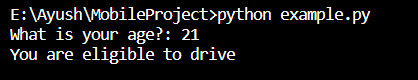 E:\Ayush\MobileProject>python example.py
What is your age?: 21
You are eligible to drive